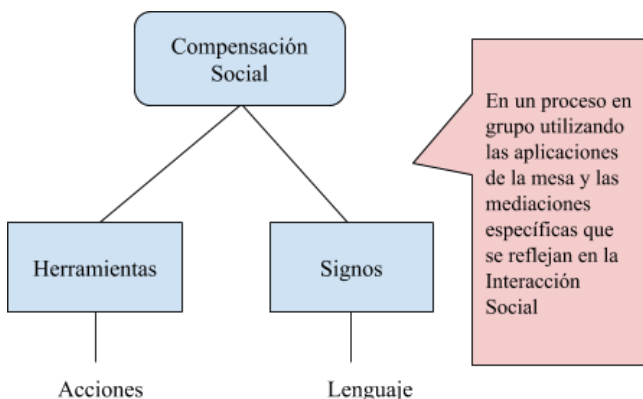 Compensación
Social
En un proceso en
grupo utilizando
las aplicaciones
de la mesa y las
mediaciones
específicas que
se reflejan en la
Interacción
Social
Herramientas
Signos
Acciones
Lenguaje